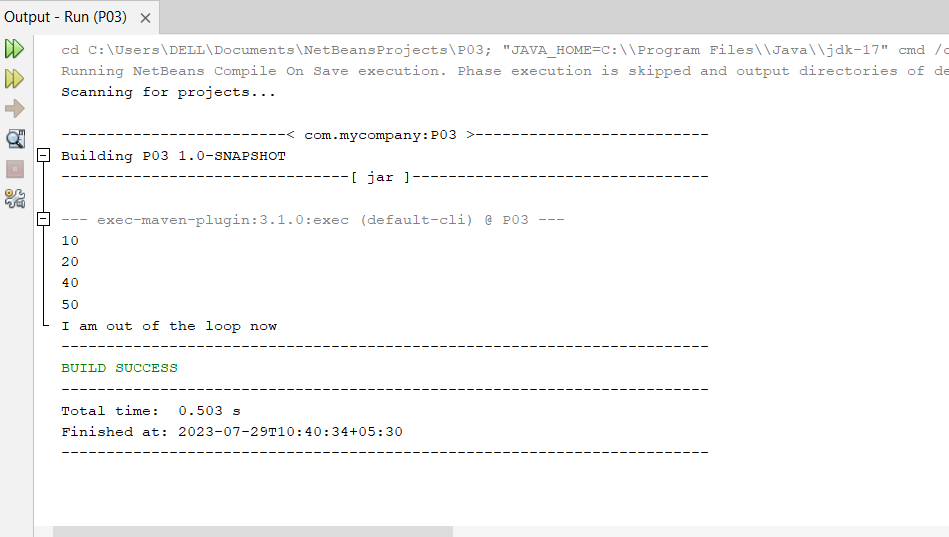 Output - Run (P03) ×
cd C:\Users\DELL\Documents\NetBeansProjects\P03; "JAVA_HOME=C:\\Program Files\\Java\\jdk-17" cmd /c
Running NetBeans Compile On Save execution. Phase execution is skipped and output directories of de
Scanning for projects...
-------------------------< com.mycompany:P03 >--------------------------
Building P03 1.0-SNAPSHOT
--------------------------------[ jar ]---------------------------------
--- exec-maven-plugin:3.1.0:exec (default-cli) @ P03 ---
10
20
40
50
I am out of the loop now
------------------------------------------------------------------------
BUILD SUCCESS
------------------------------------------------------------------------
Total time:  0.503 s
Finished at: 2023-07-29T10:40:34+05:30
------------------------------------------------------------------------